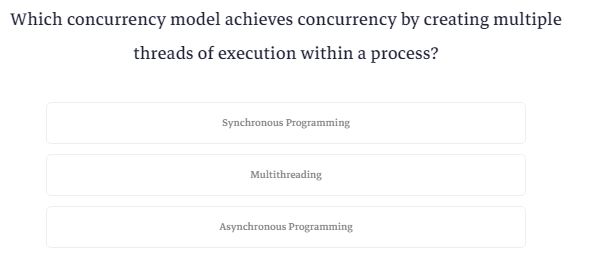 Which concurrency model achieves concurrency by creating multiple
threads of execution within a process?
Synchronous Programming
Multithreading
Asynchronous Programming